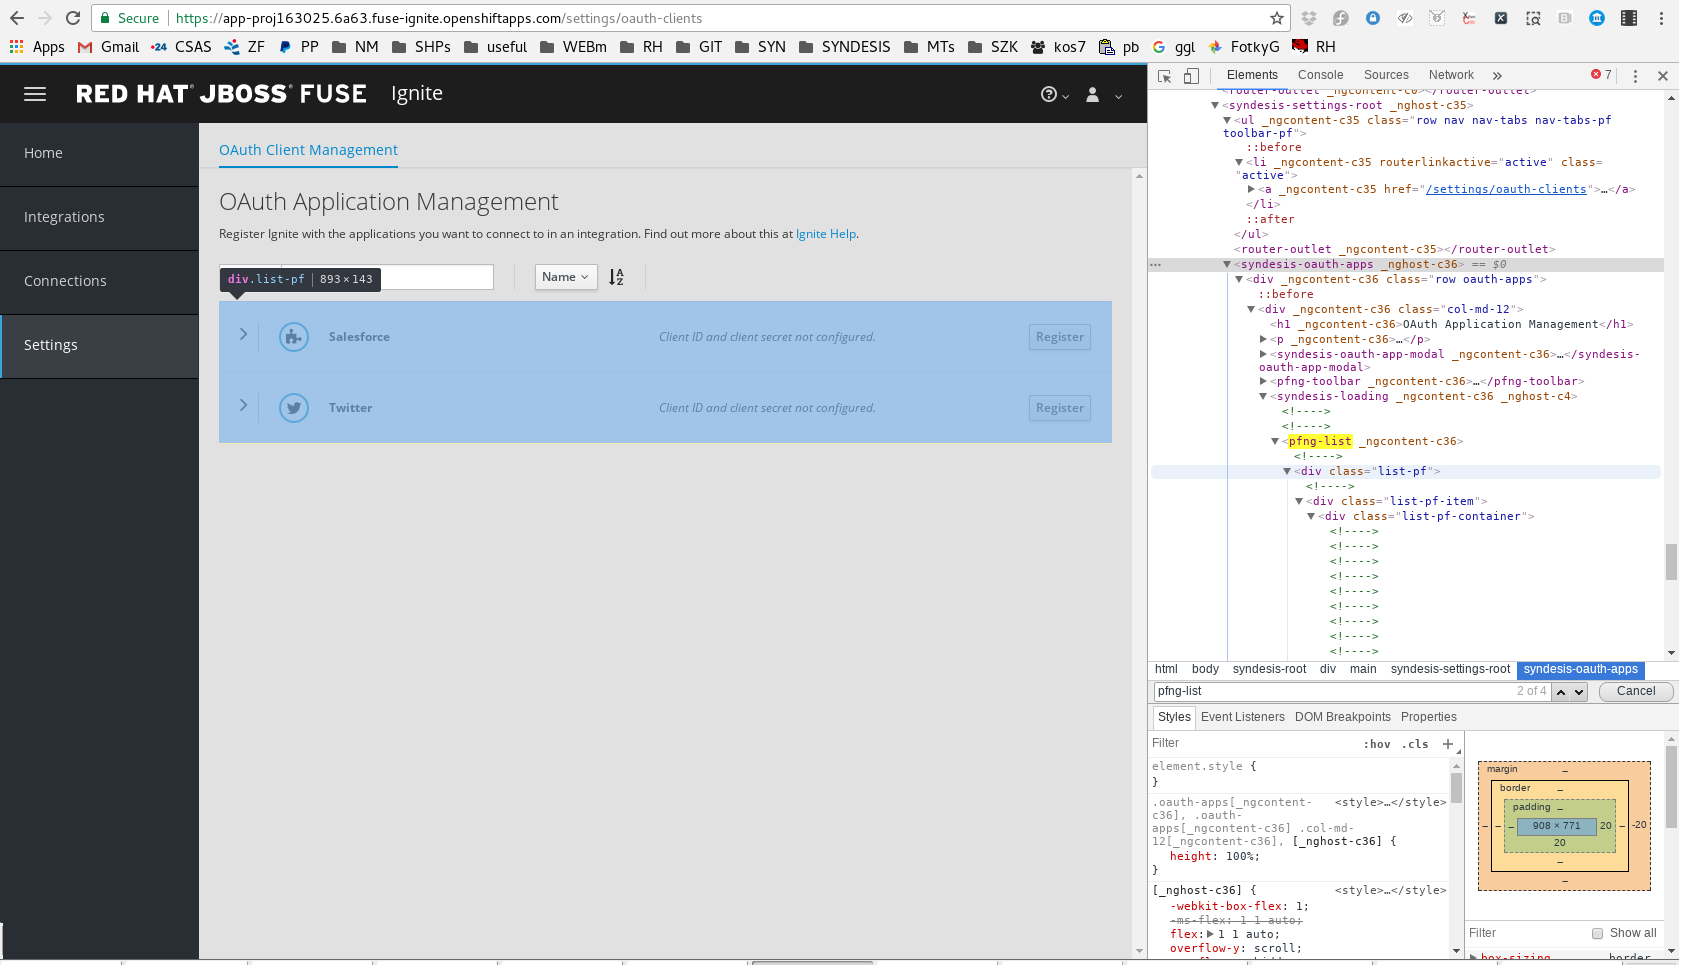 Secure https://app-proj163025.6a63.fuse-ignite.openshiftapps.com/settings/oauth-clients
Apps Gmail CSAS ZF PP NM SHPs useful WEBm RH GIT SYN SYNDESIS MTs SZK kos7 pb ggl FotkyG RH
RED HAT JBOSS FUSE Ignite
Home
Integrations
Connections
Settings
OAuth Client Management
OAuth Application Management
Register Ignite with the applications you want to connect to in an integration. Find out more about this at Ignite Help.
div.list-pf 893 × 143
Name
Salesforce Client ID and client secret not configured. Register
Twitter Client ID and client secret not configured. Register
Elements Console Sources Network » 7
<router-outlet _ngcontent-c0></router-outlet>
<syndesis-settings-root _nghost-c35>
<ul _ngcontent-c35 class="row nav nav-tabs nav-tabs-pf
toolbar-pf">
::before
<li _ngcontent-c35 routerlinkactive="active" class=
"active">
<a _ngcontent-c35 href="/settings/oauth-clients">…</a>
</li>
::after
</ul>
<router-outlet _ngcontent-c35></router-outlet>
<syndesis-oauth-apps _nghost-c36> == $0
<div _ngcontent-c36 class="row oauth-apps">
::before
<div _ngcontent-c36 class="col-md-12">
<h1 _ngcontent-c36>OAuth Application Management</h1>
<p _ngcontent-c36>…</p>
<syndesis-oauth-app-modal _ngcontent-c36>…</syndesis-
oauth-app-modal>
<pfng-toolbar _ngcontent-c36>…</pfng-toolbar>
<syndesis-loading _ngcontent-c36 _nghost-c4>
<!---->
<!---->
<pfng-list _ngcontent-c36>
<!---->
<div class="list-pf">
<!---->
<div class="list-pf-item">
<div class="list-pf-container">
<!---->
<!---->
<!---->
<!---->
<!---->
<!---->
<!---->
<!---->
<!---->
html body syndesis-root div main syndesis-settings-root syndesis-oauth-apps
pfng-list 2 of 4 Cancel
Styles Event Listeners DOM Breakpoints Properties
Filter :hov .cls +
element.style {
}
.oauth-apps[_ngcontent- <style>…</style>
c36], .oauth-
apps[_ngcontent-c36] .col-md-
12[_ngcontent-c36], [_nghost-c36] {
height: 100%;
}
[_nghost-c36] { <style>…</style>
-webkit-box-flex: 1;
-ms-flex: 1 1 auto;
flex: 1 1 auto;
overflow-y: scroll;
margin –
border –
padding –
– – – 908 × 771 20 – -20
20
–
–
Filter Show all
box-sizing border